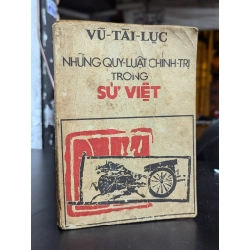 VŨ-TÀI-LỤC
NHỮNG QUY-LUẬT CHÍNH-TRỊ
TRONG
SỬ VIỆT